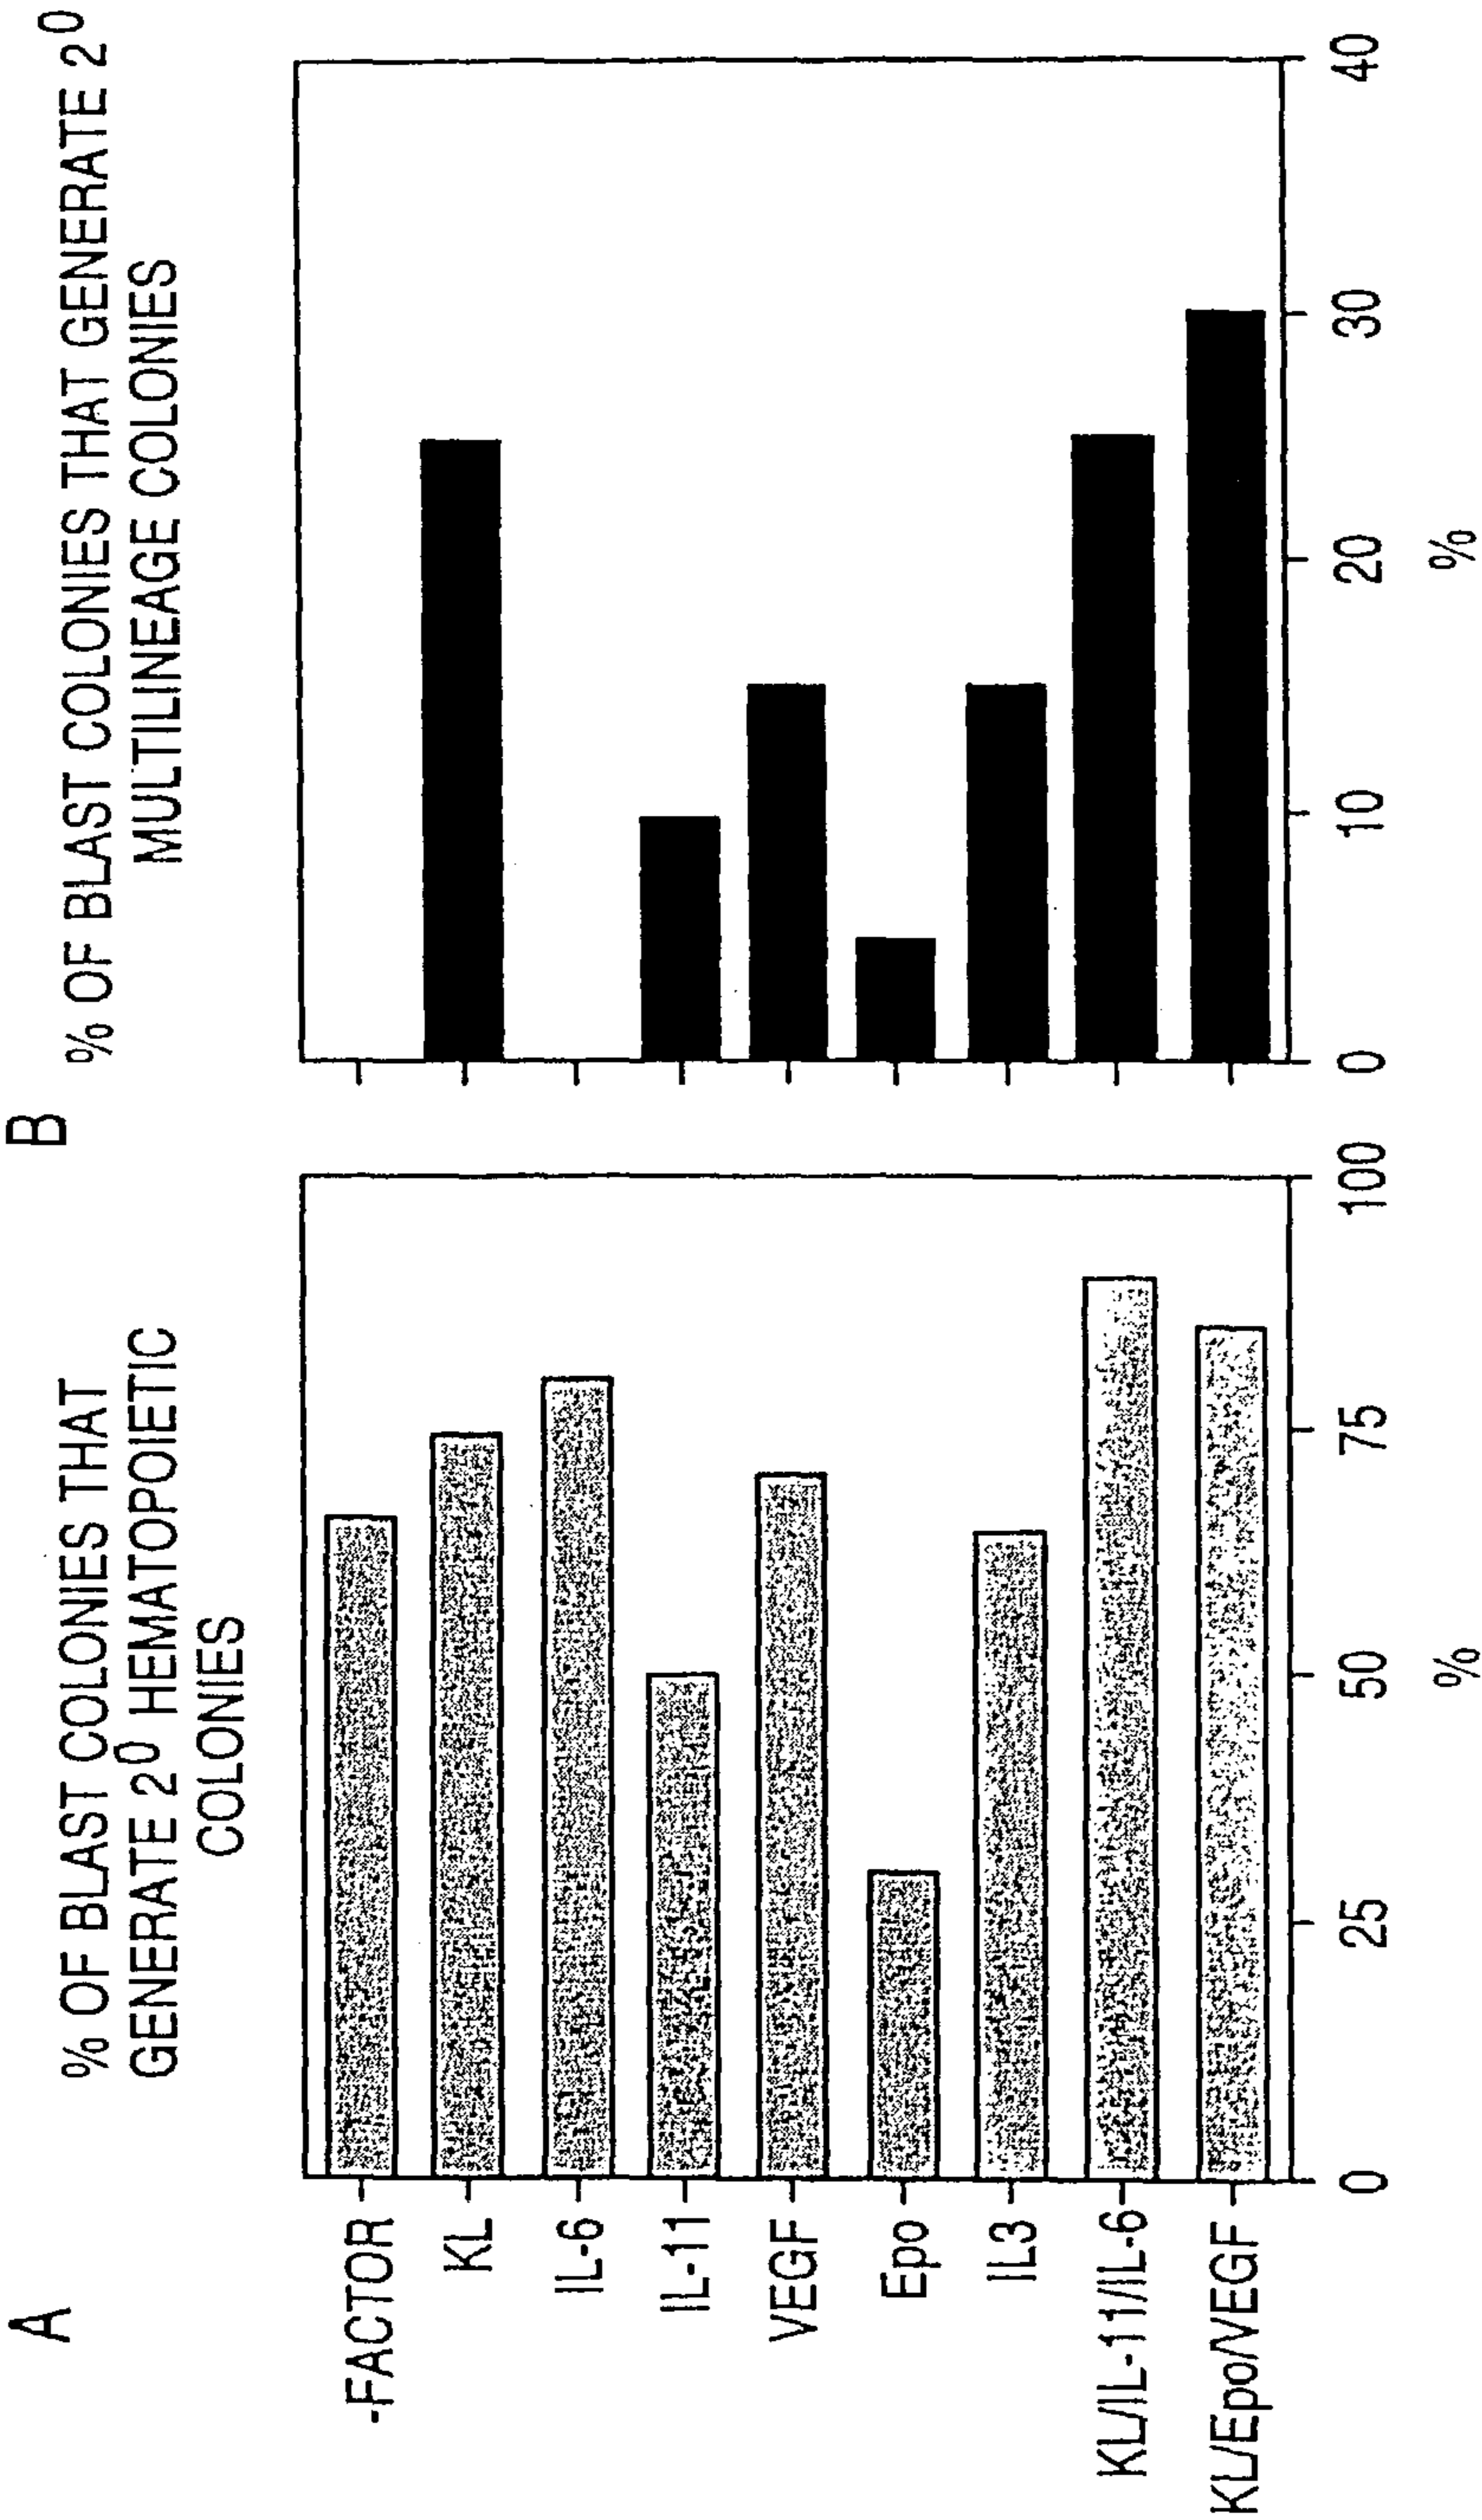 A
% OF BLAST COLONIES THAT
GENERATE 2⁰ HEMATOPOIETIC
COLONIES
-FACTOR
KL
IL-6
IL-11
VEGF
Epo
IL3
KL/IL-11/IL-6
KL/Epo/VEGF
0 25 50 75 100
%
B
% OF BLAST COLONIES THAT GENERATE 2⁰
MULTILINEAGE COLONIES
0 10 20 30 40
%